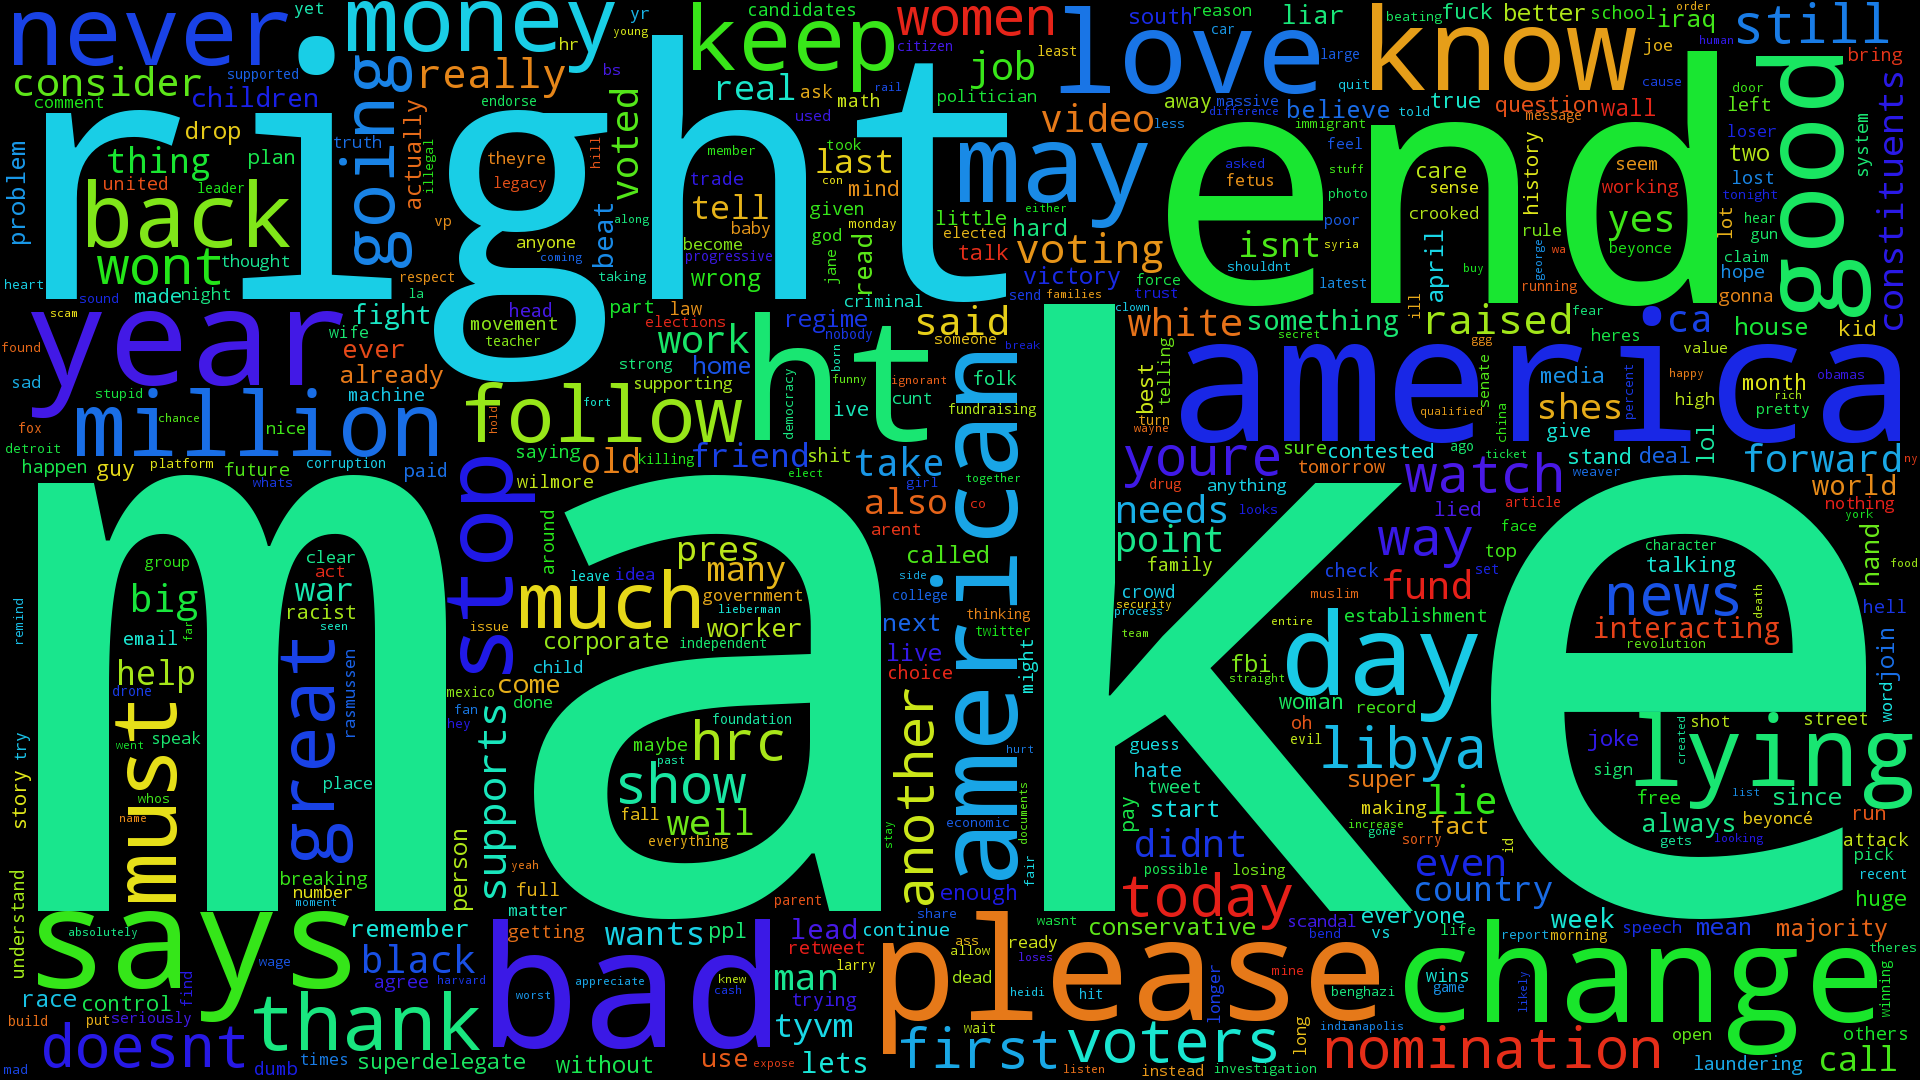 make
right
end
america
ht
know
love
never
money
keep
women
going
really
job
good
still
liar
better
iraq
school
reason
south
fuck
candidates
yet
yr
hr
young
citizen
least
beating
order
joe
human
bring
constituents
consider
children
supported
comment
endorse
bs
voted
real
ask
math
rail
politician
large
quit
car
cause
door
left
drop
thing
plan
truth
actually
illegal
theyre
legacy
hill
member
used
took
last
video
away
massive
difference
less
believe
told
true
question
message
wall
immigrant
loser
system
problem
back
united
leader
wont
thought
vp
anyone
coming
beat
along
trade
tell
baby
con
mind
given
god
monday
may
little
elected
either
hard
talk
voting
asked
fetus
feel
stuff
photo
poor
care
sense
crooked
history
seem
working
yes
two
lost
tonight
lot
hear
gun
isnt
syria
rule
beyonce
claim
hope
heart
sound
made
night
respect
la
taking
become
progressive
wrong
jane
read
victory
force
trust
shouldnt
latest
april
buy
george
wa
running
gonna
scam
year
wife
fight
head
movement
teacher
part
law
elections
criminal
regime
nobody
said
someone
send
families
clown
break
white
something
secret
ill
raised
ggg
fear
heres
ca
house
kid
value
found
sad
ever
already
machine
stupid
million
chance
work
strong
home
supporting
follow
fort
hold
born
funny
ignorant
cunt
ive
folk
fundraising
democracy
best
telling
turn
wayne
senate
qualified
china
media
percent
shes
happy
high
month
rich
pretty
obamas
fox
detroit
nice
happen
guy
platform
future
whats
corruption
paid
saying
old
killing
friend
shit
elect
wilmore
take
girl
together
american
youre
drug
sure
contested
tomorrow
anything
ago
ticket
watch
give
stand
weaver
deal
lol
forward
ny
world
nothing
york
stop
also
co
arent
called
needs
point
looks
lied
article
face
way
top
set
character
talking
group
clear
act
big
war
racist
seen
email
far
remind
around
pres
many
leave
idea
government
much
lieberman
worker
issue
corporate
independent
side
college
next
thinking
twitter
family
crowd
security
process
team
check
muslim
fund
entire
establishment
news
interacting
death
revolution
hand
food
hell
join
help
drone
must
great
rasmussen
child
come
done
mexico
fan
hey
live
choice
might
fbi
straight
day
woman
record
word
try
speak
went
place
supports
foundation
maybe
hrc
past
show
another
hurt
oh
evil
libya
guess
hate
tweet
super
joke
sign
lying
created
shot
street
story
whos
name
fall
well
everything
stay
economic
documents
pay
start
making
increase
gone
lie
fact
sorry
id
free
list
since
always
beyoncé
gets
looking
run
attack
pick
recent
understand
breaking
number
moment
person
yeah
full
matter
parent
enough
fair
didnt
possible
losing
even
country
today
huge
says
absolutely
remember
getting
wants
ppl
lead
retweet
continue
share
please
ass
allow
ready
wasnt
conservative
scandal
bend
everyone
vs
life
week
report
morning
speech
mean
majority
theres
winning
wage
black
agree
harvard
bad
worst
appreciate
knew
cash
man
larry
trying
dead
loses
heidi
hit
longer
mine
benghazi
wins
game
change
likely
race
control
find
build
put
seriously
thank
tyvm
wait
first
voters
long
indianapolis
nomination
open
others
mad
doesnt
dumb
times
superdelegate
without
use
expose
lets
listen
instead
investigation
laundering
call